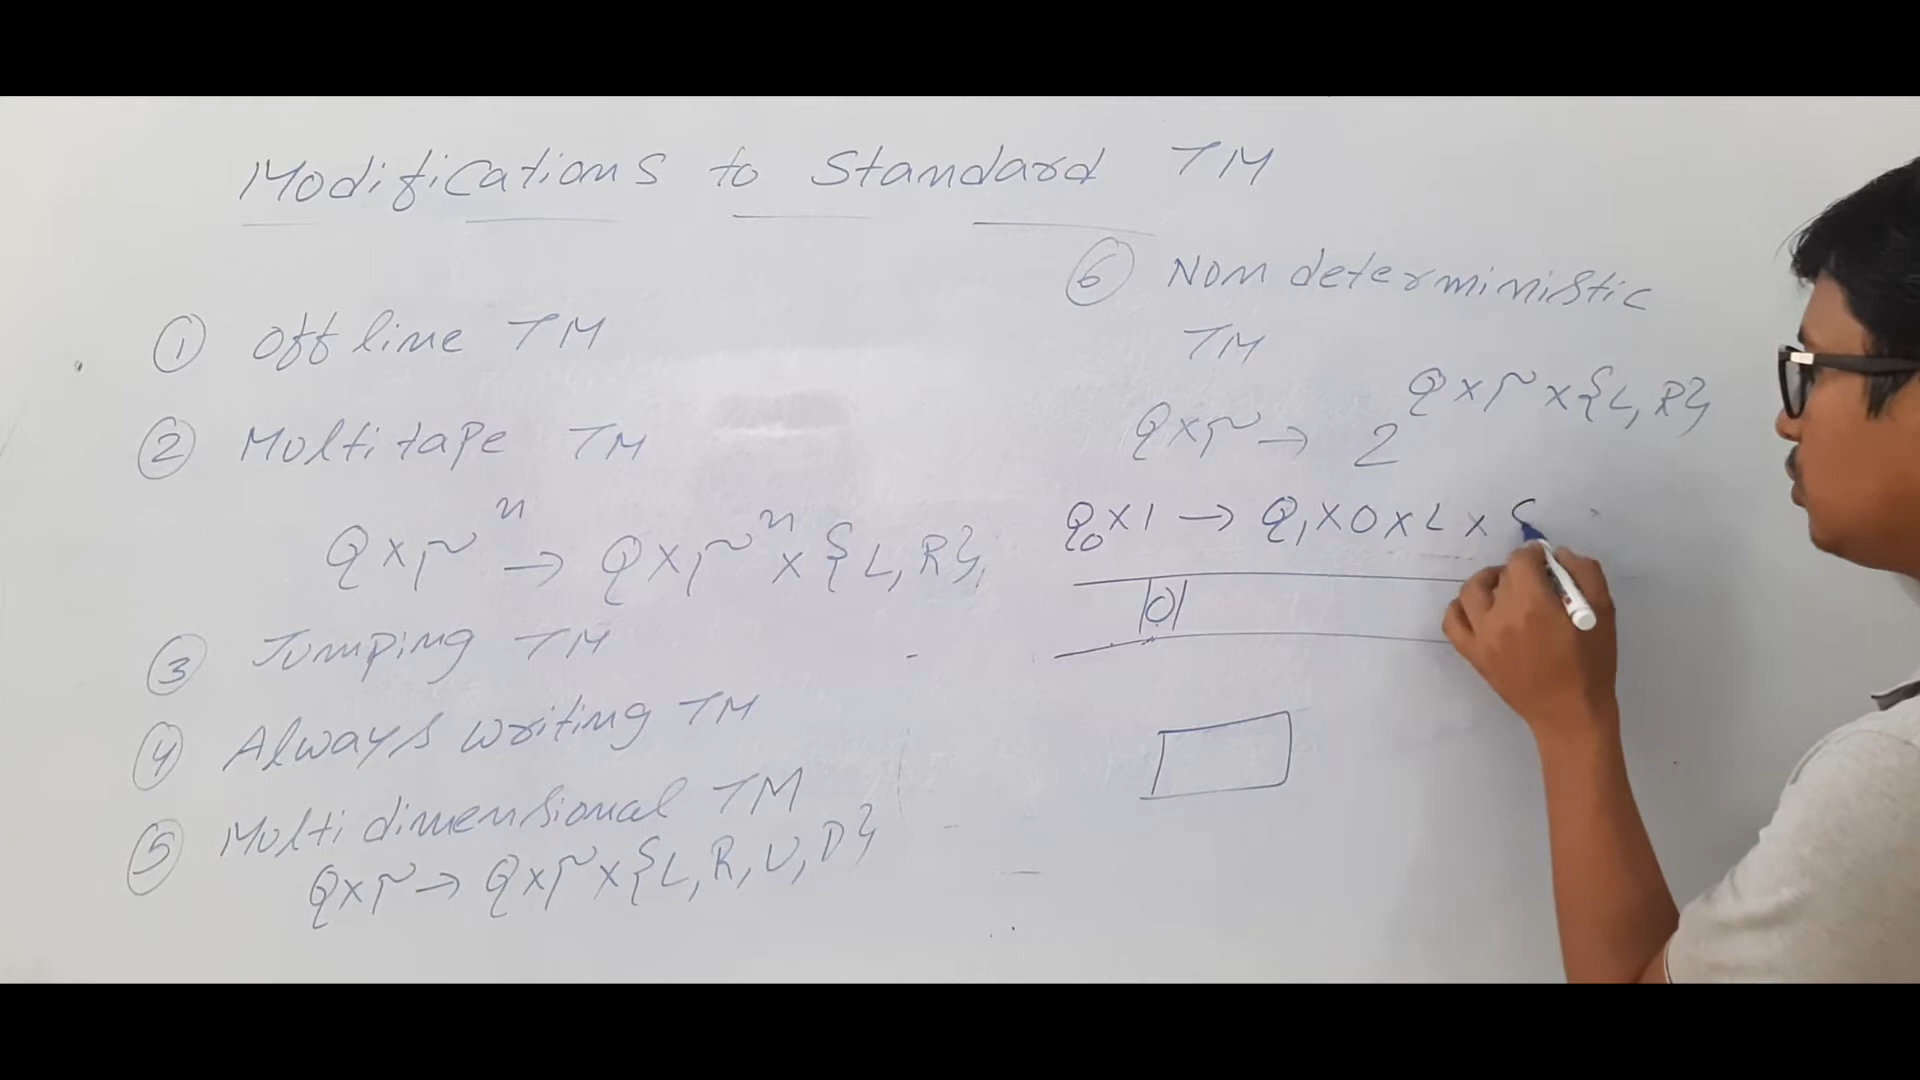 Modifications to Standard TM
① Off line TM
② Multitape TM
Q×Γⁿ → Q×Γⁿ×{L,R}
③ Jumping TM
④ Always writing TM
⑤ Multi dimensional TM
Q×Γ→ Q×Γ×{L,R,U,D}
⑥ Non deterministic
TM
Q×Γ→ 2^Q×Γ×{L,R}
Q₀×1 → Q₁×0×L×
0